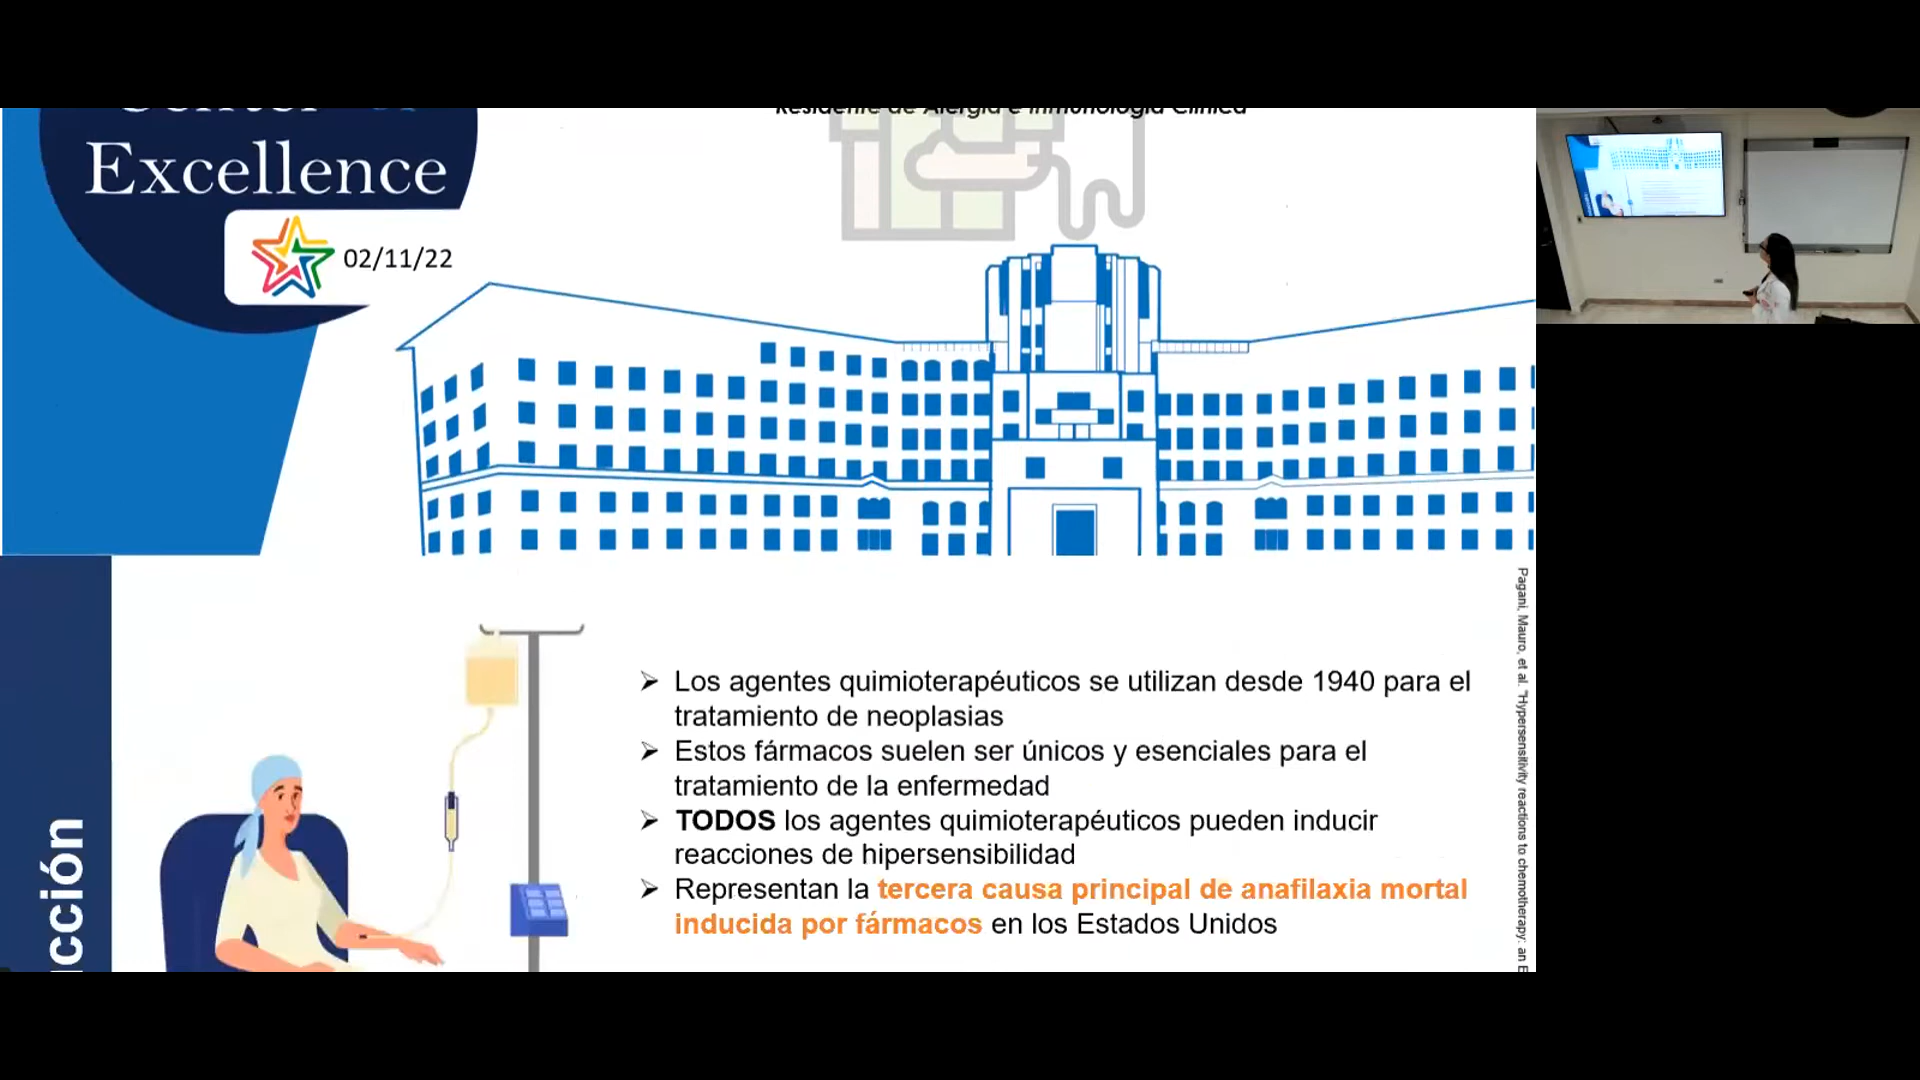 Residente de Alergia e Inmunología Clínica
Center of
Excellence
02/11/22
ucción
Los agentes quimioterapéuticos se utilizan desde 1940 para el
tratamiento de neoplasias
Estos fármacos suelen ser únicos y esenciales para el
tratamiento de la enfermedad
TODOS los agentes quimioterapéuticos pueden inducir
reacciones de hipersensibilidad
Representan la tercera causa principal de anafilaxia mortal
inducida por fármacos en los Estados Unidos
Pagani, Mauro, et al. "Hypersensitivity reactions to chemotherapy: an E